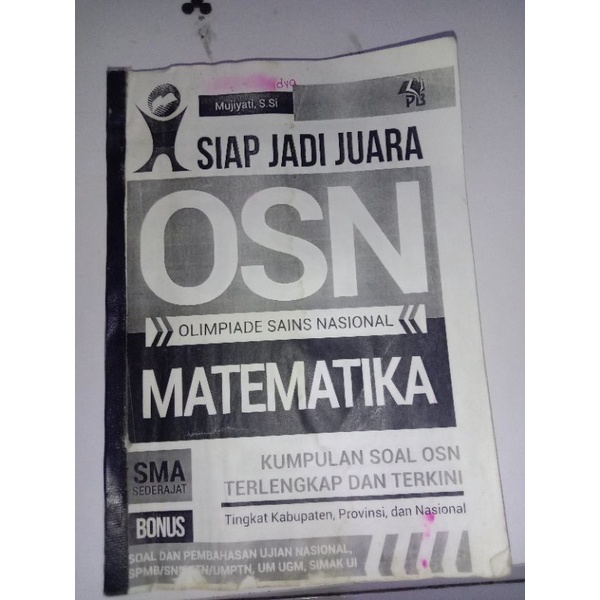 Mujiyati, S.Si
PB
SIAP JADI JUARA
OSN
OLIMPIADE SAINS NASIONAL
MATEMATIKA
SMA
SEDERAJAT
KUMPULAN SOAL OSN
TERLENGKAP DAN TERKINI
Tingkat Kabupaten, Provinsi, dan Nasional
BONUS
SOAL DAN PEMBAHASAN UJIAN NASIONAL,
UM UGM, SIMAK UI